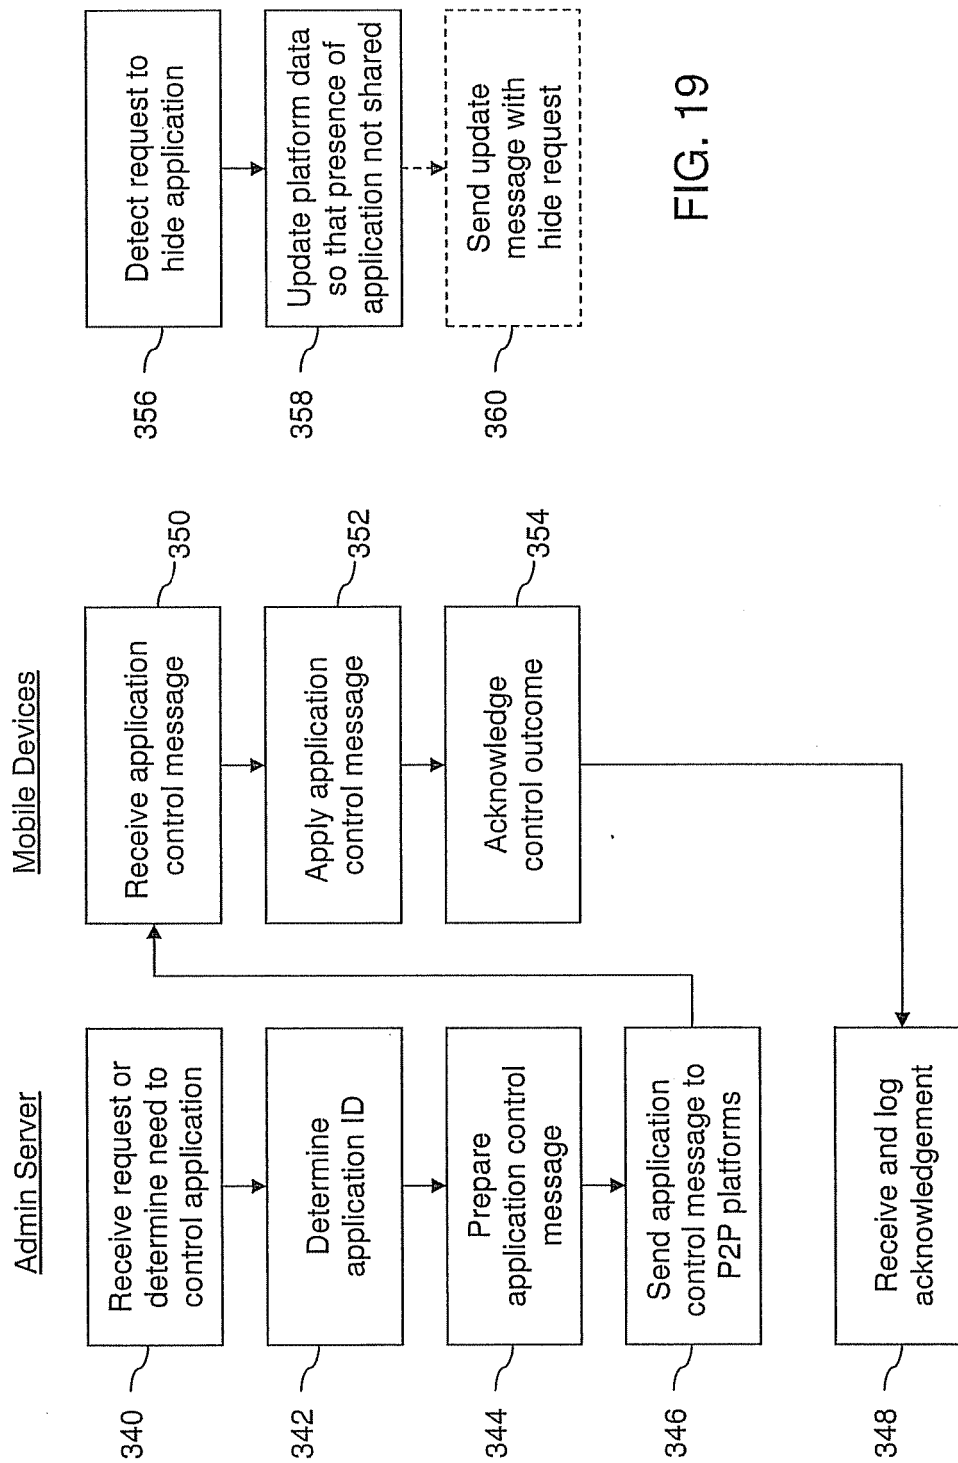 Admin Server
Receive request or
determine need to
control application
340
Determine
application ID
342
Prepare
application control
message
344
Send application
control message to
P2P platforms
346
Receive and log
acknowledgement
348
Mobile Devices
Receive application
control message
350
Apply application
control message
352
Acknowledge
control outcome
354
Detect request to
hide application
356
Update platform data
so that presence of
application not shared
358
Send update
message with
hide request
360
FIG. 19